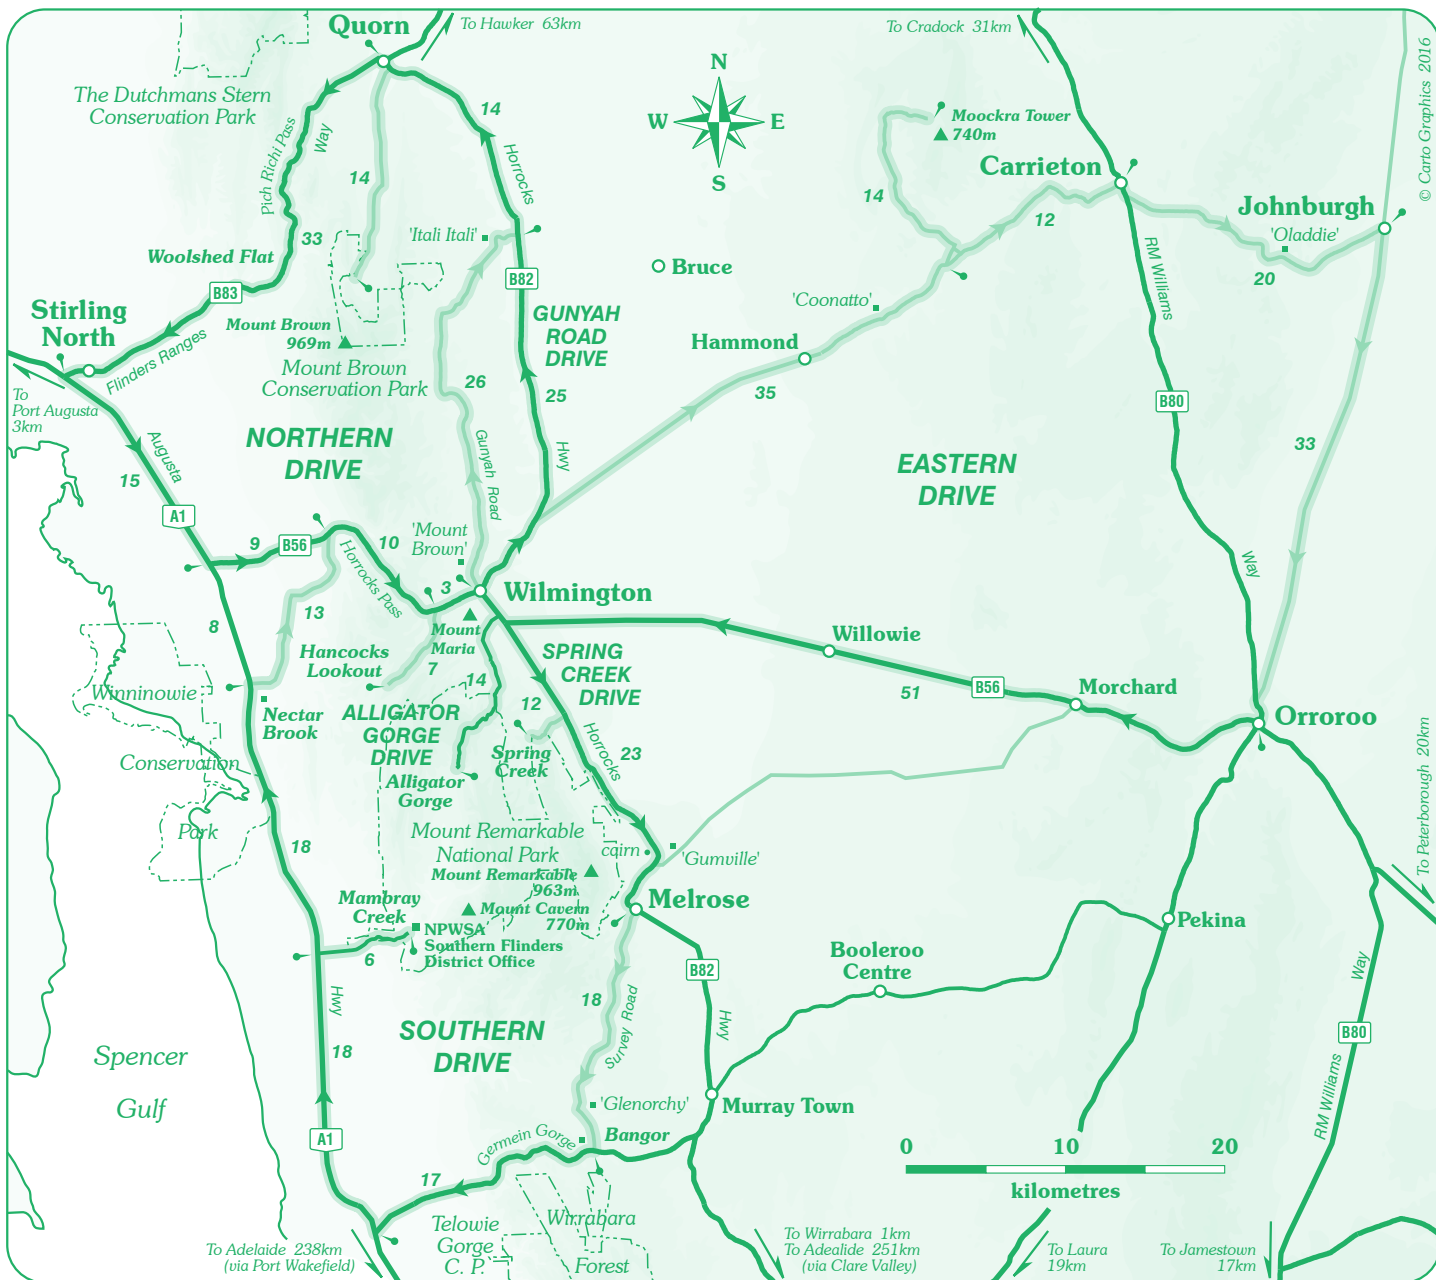 Quorn
To Hawker 63km
To Cradock 31km
© Carto Graphics 2016
The Dutchmans Stern
Conservation Park
N
W
E
S
14
Moockra Tower
740m
Carrieton
Pich Richi Pass
Way
Horrocks
14
14
12
Johnburgh
'Oladdie'
33
'Itali Itali'
Woolshed Flat
Bruce
RM Williams
20
B83
B82
'Coonatto'
Stirling
North
GUNYAH
ROAD
DRIVE
Mount Brown
969m
Hammond
Flinders Ranges
Mount Brown
Conservation Park
26
25
35
To
Port Augusta
3km
B80
NORTHERN
DRIVE
Augusta
Gunyah Road
Hwy
33
15
EASTERN
DRIVE
A1
9
B56
10
'Mount
Brown'
Horrocks Pass
Way
3
Wilmington
13
8
Mount
Maria
Willowie
Hancocks
Lookout
7
SPRING
CREEK
DRIVE
14
51
B56
Morchard
Winninowie
Nectar
Brook
ALLIGATOR
GORGE
DRIVE
12
Orroroo
Horrocks
23
Spring
Creek
Conservation
Alligator
Gorge
To Peterborough 20km
Park
18
Mount Remarkable
National Park
cairn
'Gumville'
Mount Remarkable
963m
Mambray
Creek
Mount Cavern
770m
Melrose
NPWSA
Southern Flinders
District Office
6
Pekina
Booleroo
Centre
B82
Way
Hwy
18
Survey Road
Hwy
SOUTHERN
DRIVE
18
B80
Spencer
Gulf
RM Williams
'Glenorchy'
Murray Town
A1
Germein Gorge
Bangor
0
10
20
kilometres
17
Telowie
Gorge
C. P.
Wirrabara
Forest
To Adelaide 238km
(via Port Wakefield)
To Wirrabara 1km
To Adealide 251km
(via Clare Valley)
To Laura
19km
To Jamestown
17km